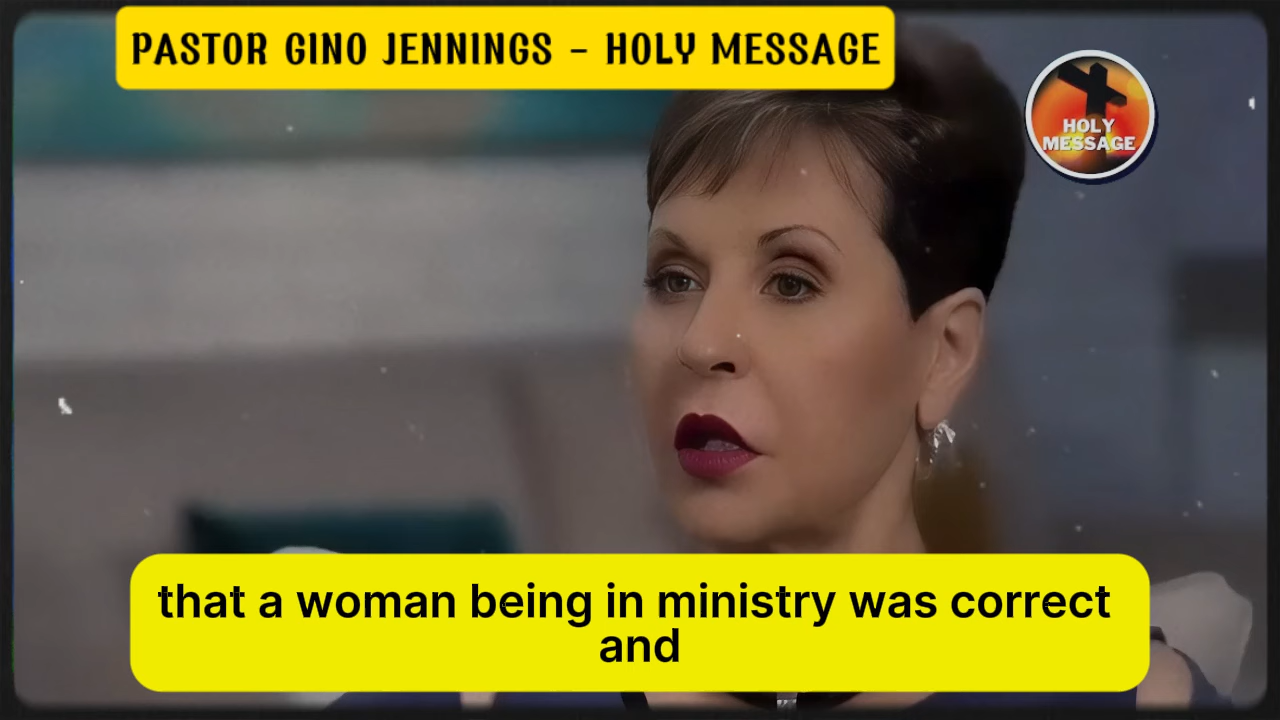 PASTOR GINO JENNINGS - HOLY MESSAGE
HOLY
MESSAGE
that a woman being in ministry was correct
and